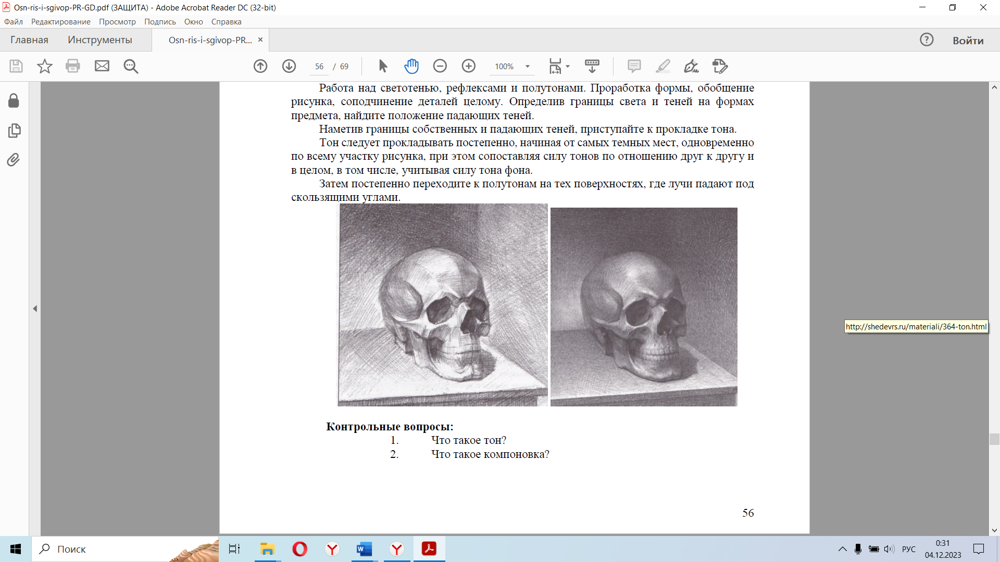 Osn-ris-i-sgivop-PR-GD.pdf (ЗАЩИТА) - Adobe Acrobat Reader DC (32-bit)
Файл Редактирование Просмотр Подпись Окно Справка
Главная Инструменты Osn-ris-i-sgivop-PR... × ? Войти
56 / 69 100%
Работа над светотенью, рефлексами и полутонами. Проработка формы, обобщение
рисунка, соподчинение деталей целому. Определив границы света и теней на формах
предмета, найдите положение падающих теней.
Наметив границы собственных и падающих теней, приступайте к прокладке тона.
Тон следует прокладывать постепенно, начиная от самых темных мест, одновременно
по всему участку рисунка, при этом сопоставляя силу тонов по отношению друг к другу и
в целом, в том числе, учитывая силу тона фона.
Затем постепенно переходите к полутонам на тех поверхностях, где лучи падают под
скользящими углами.
http://shedevrs.ru/materiali/364-ton.html
Контрольные вопросы:
1. Что такое тон?
2. Что такое компоновка?
56
Поиск
РУС
0:31
04.12.2023